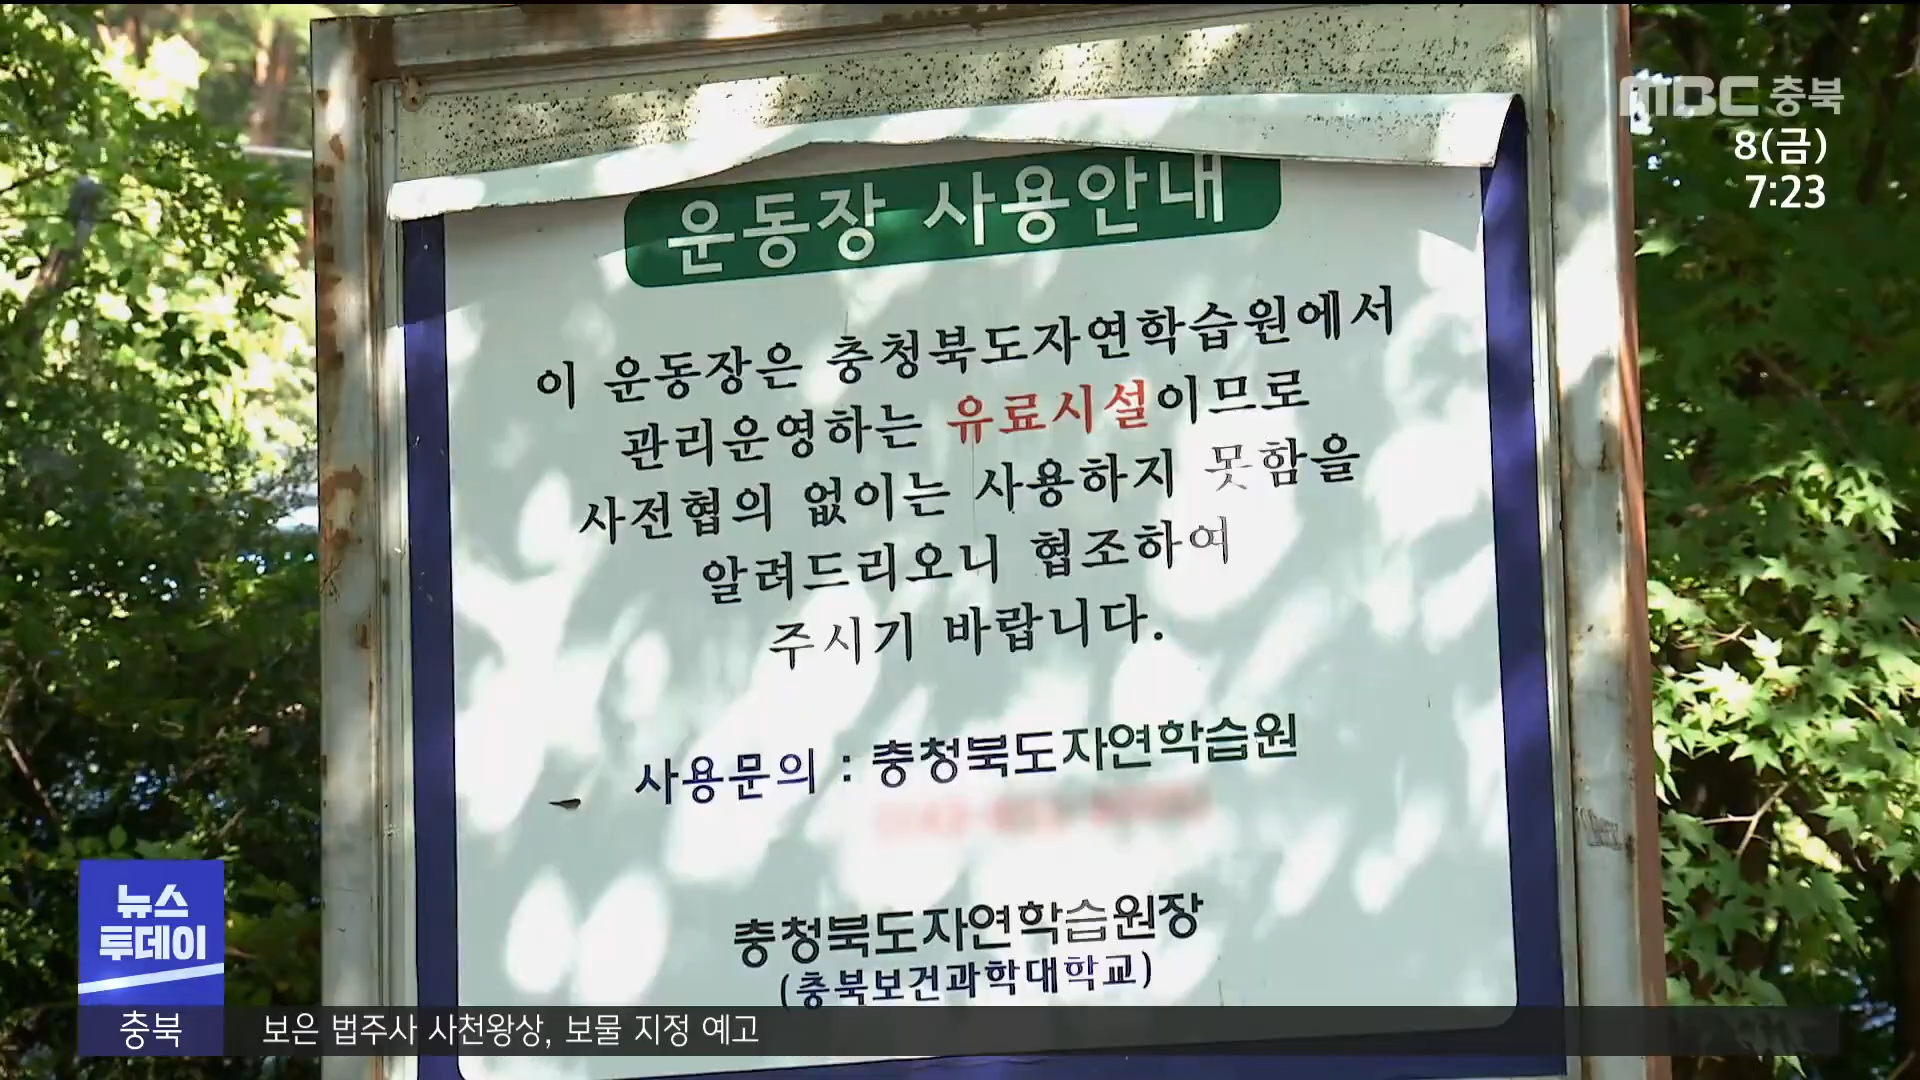 MBC 충북
8(금)
7:23
운동장 사용안내
이 운동장은 충청북도자연학습원에서
관리운영하는 유료시설이므로
사전협의 없이는 사용하지 못함을
알려드리오니 협조하여
주시기 바랍니다.
사용문의 : 충청북도자연학습원
충청북도자연학습원장
(충북보건과학대학교)
뉴스
투데이
충북
보은 법주사 사천왕상, 보물 지정 예고